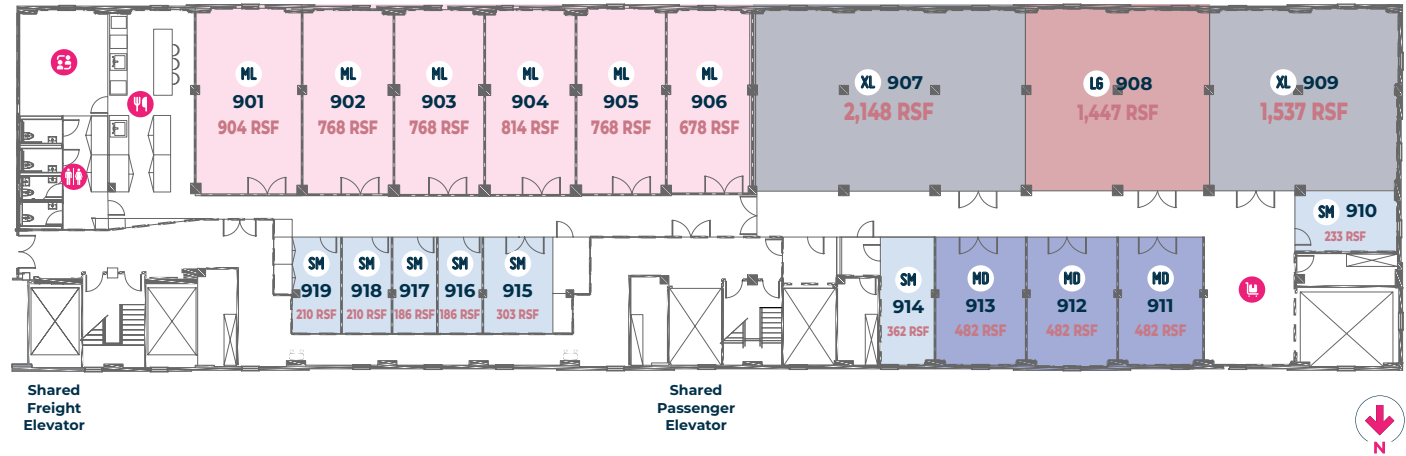 ML
901
904 RSF
ML
902
768 RSF
ML
903
768 RSF
ML
904
814 RSF
ML
905
768 RSF
ML
906
678 RSF
XL 907
2,148 RSF
LG 908
1,447 RSF
XL 909
1,537 RSF
SM 910
233 RSF
SM
919
210 RSF
SM
918
210 RSF
SM
917
186 RSF
SM
916
186 RSF
SM
915
303 RSF
SM
914
362 RSF
MD
913
482 RSF
MD
912
482 RSF
MD
911
482 RSF
Shared
Freight
Elevator
Shared
Passenger
Elevator
N